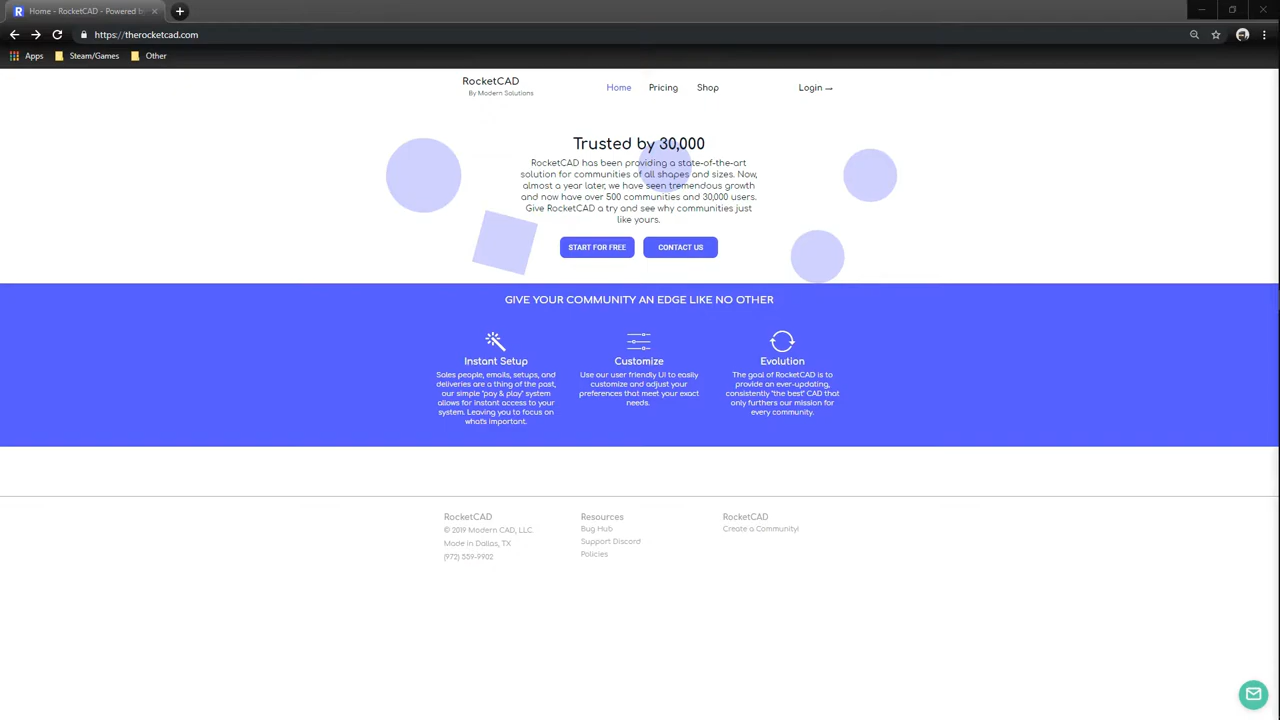 Home - RocketCAD - Powered by
https://therocketcad.com
Apps Steam/Games Other
RocketCAD
By Modern Solutions
Home Pricing Shop Login →
Trusted by 30,000
RocketCAD has been providing a state-of-the-art
solution for communities of all shapes and sizes. Now,
almost a year later, we have seen tremendous growth
and now have over 500 communities and 30,000 users.
Give RocketCAD a try and see why communities just
like yours.
START FOR FREE CONTACT US
GIVE YOUR COMMUNITY AN EDGE LIKE NO OTHER
Instant Setup
Sales people, emails, setups, and
deliveries are a thing of the past,
our simple "pay & play" system
allows for instant access to your
system. Leaving you to focus on
what's important.
Customize
Use our user friendly UI to easily
customize and adjust your
preferences that meet your exact
needs.
Evolution
The goal of RocketCAD is to
provide an ever-updating,
consistently "the best" CAD that
only furthers our mission for
every community.
RocketCAD
© 2019 Modern CAD, LLC.
Made in Dallas, TX
(972) 559-9902
Resources
Bug Hub
Support Discord
Policies
RocketCAD
Create a Community!